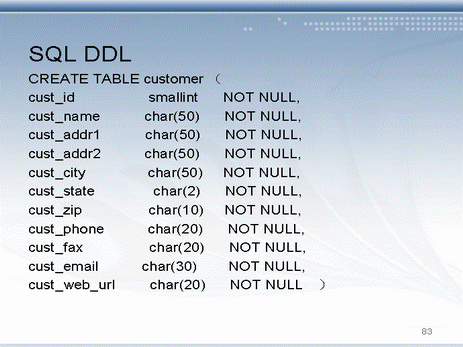 SQL DDL
CREATE TABLE customer （
cust_id smallint NOT NULL,
cust_name char(50) NOT NULL,
cust_addr1 char(50) NOT NULL,
cust_addr2 char(50) NOT NULL,
cust_city char(50) NOT NULL,
cust_state char(2) NOT NULL,
cust_zip char(10) NOT NULL,
cust_phone char(20) NOT NULL,
cust_fax char(20) NOT NULL,
cust_email char(30) NOT NULL,
cust_web_url char(20) NOT NULL ）
83